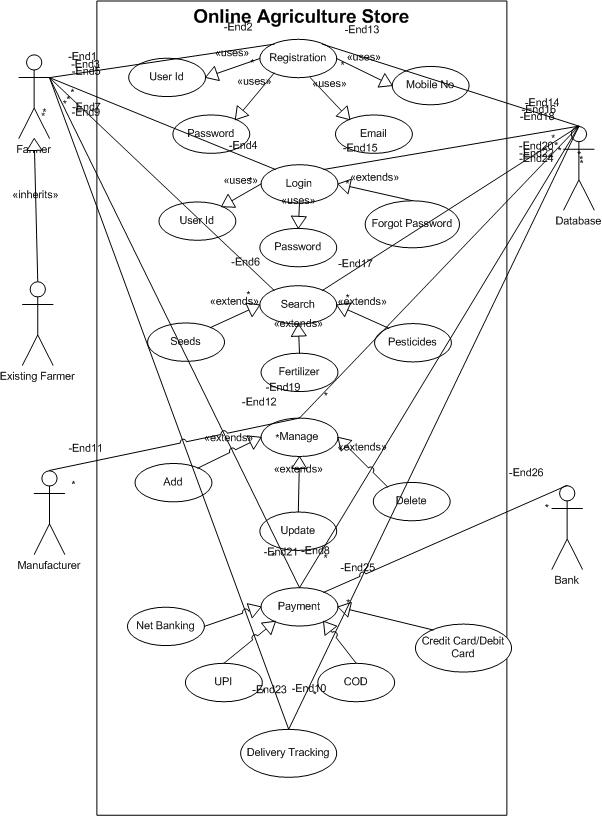 Online Agriculture Store
-End2
-End13
-End1
-End3
-End5
«uses»
Registration
«uses»
User Id
Mobile No
«uses»
«uses»
-End7
-End9
-End14
-End16
-End18
Password
Email
Farmer
-End4
-End15
-End20
-End24
«uses»
Login
«extends»
«inherits»
«uses»
User Id
Forgot Password
Database
Password
-End6
-End17
«extends»
Search
«extends»
«extends»
Seeds
Pesticides
Existing Farmer
Fertilizer
-End19
-End12
«extends»
*Manage
«extends»
-End11
«extends»
-End26
Add
Delete
Update
Manufacturer
-End21
-End8
-End25
Bank
Payment
Net Banking
Credit Card/Debit
Card
UPI
COD
-End23
-End10
Delivery Tracking